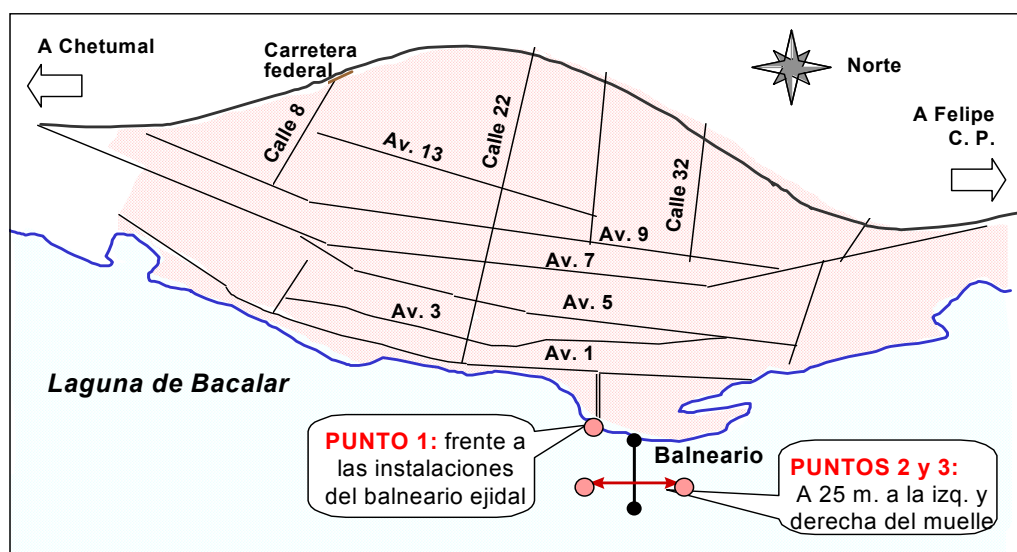 A Chetumal
Carretera
federal
Norte
A Felipe
C. P.
Calle 8
Calle 22
Av. 13
Calle 32
Av. 9
Av. 7
Av. 5
Av. 3
Av. 1
Laguna de Bacalar
PUNTO 1: frente a
las instalaciones
del balneario ejidal
Balneario
PUNTOS 2 y 3:
A 25 m. a la izq. y
derecha del muelle